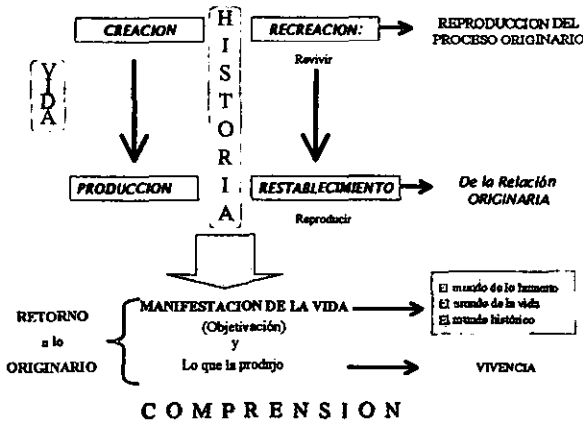 CREACION
HISTORIA
RECREACION:
REPRODUCCION DEL
PROCESO ORIGINARIO
Revivir
VIDA
PRODUCCION
RESTABLECIMIENTO
De la Relación
ORIGINARIA
Reproducir
RETORNO
a lo
ORIGINARIO
MANIFESTACION DE LA VIDA
(Objetivación)
y
Lo que la produjo
El mundo de lo humano
El mundo de la vida
El mundo histórico
VIVENCIA
COMPRENSION